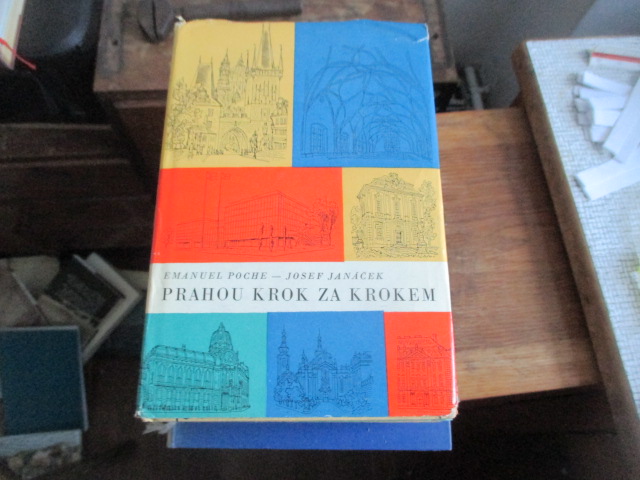 EMANUEL POCHE — JOSEF JANÁČEK
PRAHOU KROK ZA KROKEM